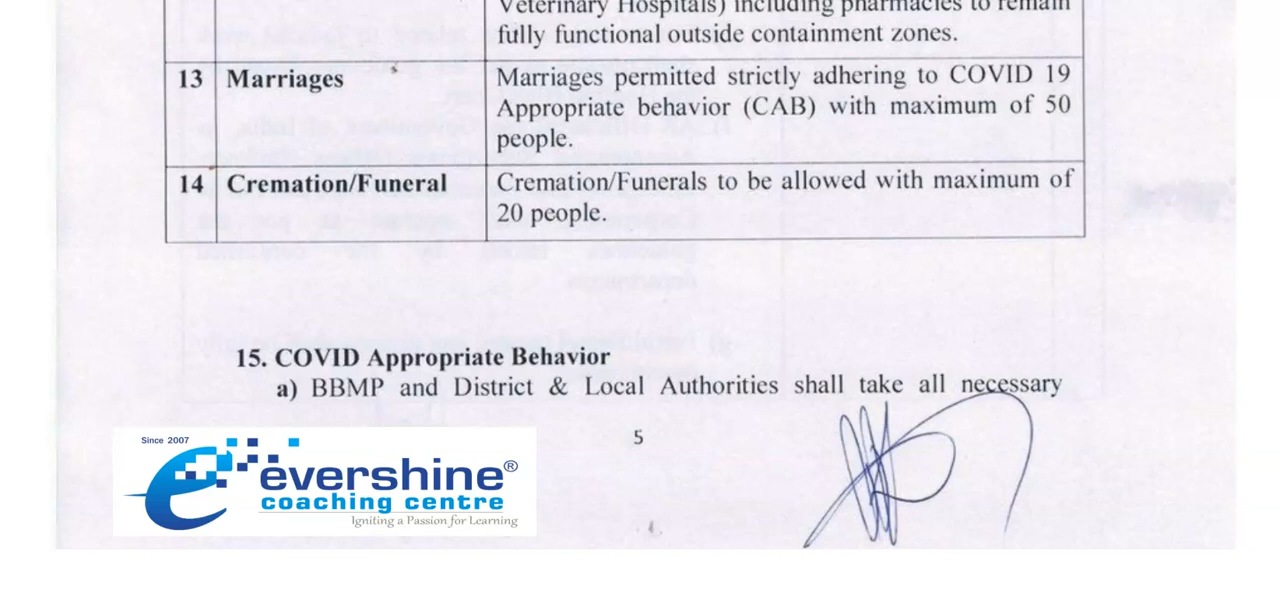 Veterinary Hospitals) including pharmacies to remain
fully functional outside containment zones.
13 Marriages Marriages permitted strictly adhering to COVID 19
Appropriate behavior (CAB) with maximum of 50
people.
14 Cremation/Funeral Cremation/Funerals to be allowed with maximum of
20 people.
15. COVID Appropriate Behavior
a) BBMP and District & Local Authorities shall take all necessary
5
Since 2007
evershine®
coaching centre
Igniting a Passion for Learning